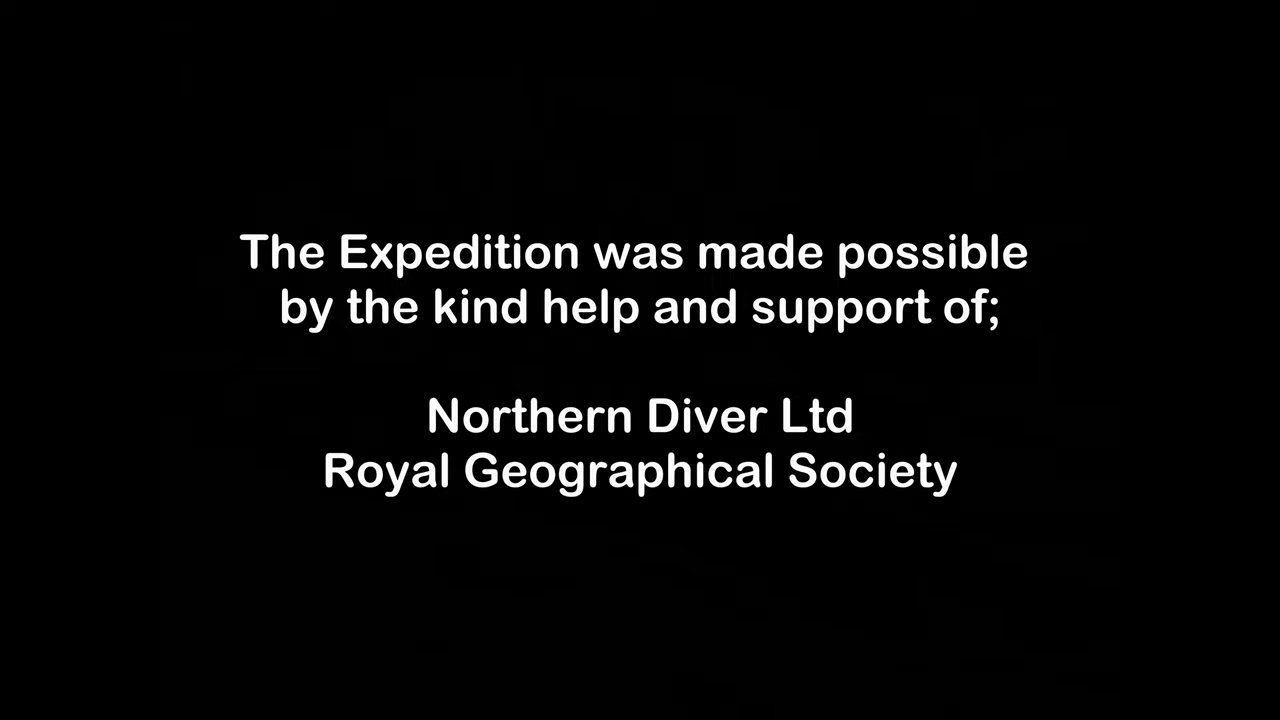 The Expedition was made possible
by the kind help and support of;
Northern Diver Ltd
Royal Geographical Society